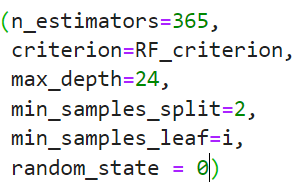 (n_estimators=365,
criterion=RF_criterion,
max_depth=24,
min_samples_split=2,
min_samples_leaf=i,
random_state = 0)